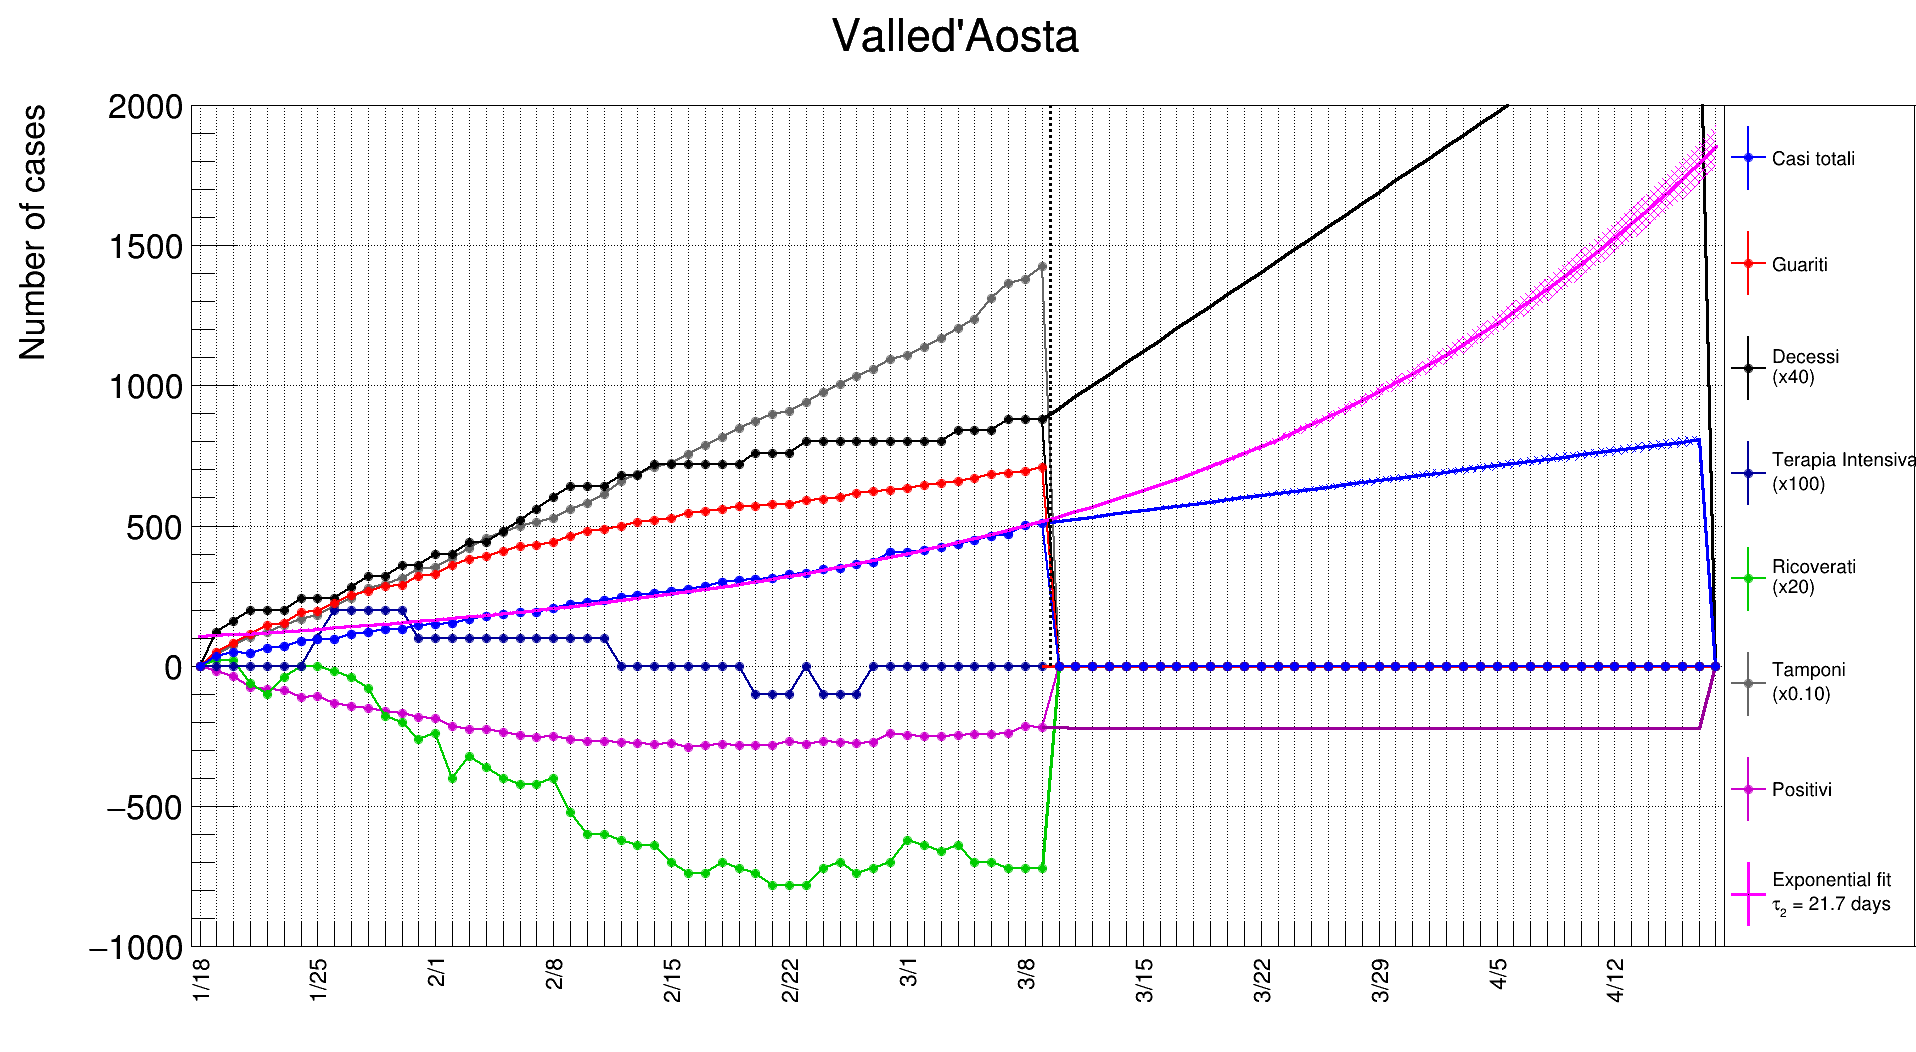 Valled'Aosta
Number of cases
2000
1500
1000
500
0
−500
−1000
1/18
1/25
2/1
2/8
2/15
2/22
3/1
3/8
3/15
3/22
3/29
4/5
4/12
Casi totali
Guariti
Decessi
(x40)
Terapia Intensiva
(x100)
Ricoverati
(x20)
Tamponi
(x0.10)
Positivi
Exponential fit
τ2 = 21.7 days